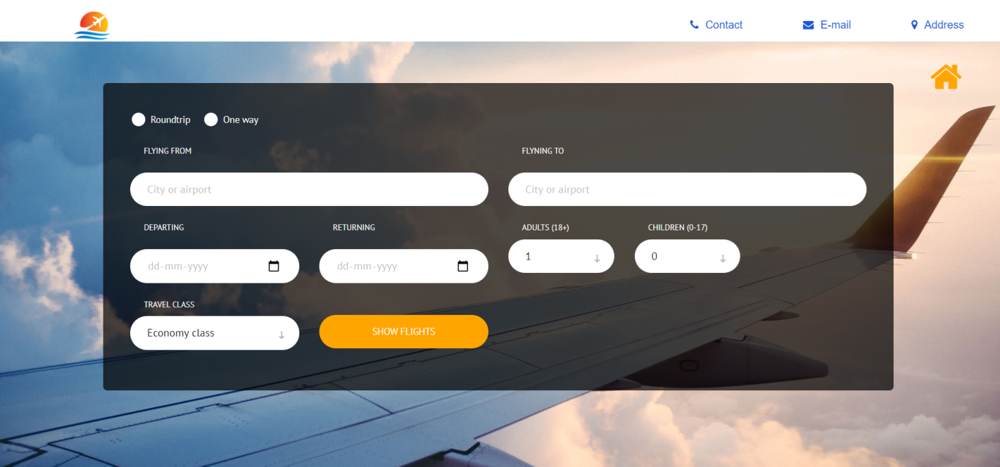 Contact E-mail Address
Roundtrip One way
FLYING FROM FLYNING TO
City or airport City or airport
DEPARTING RETURNING ADULTS (18+) CHILDREN (0-17)
dd-mm-yyyy dd-mm-yyyy 1 0
TRAVEL CLASS
Economy class SHOW FLIGHTS